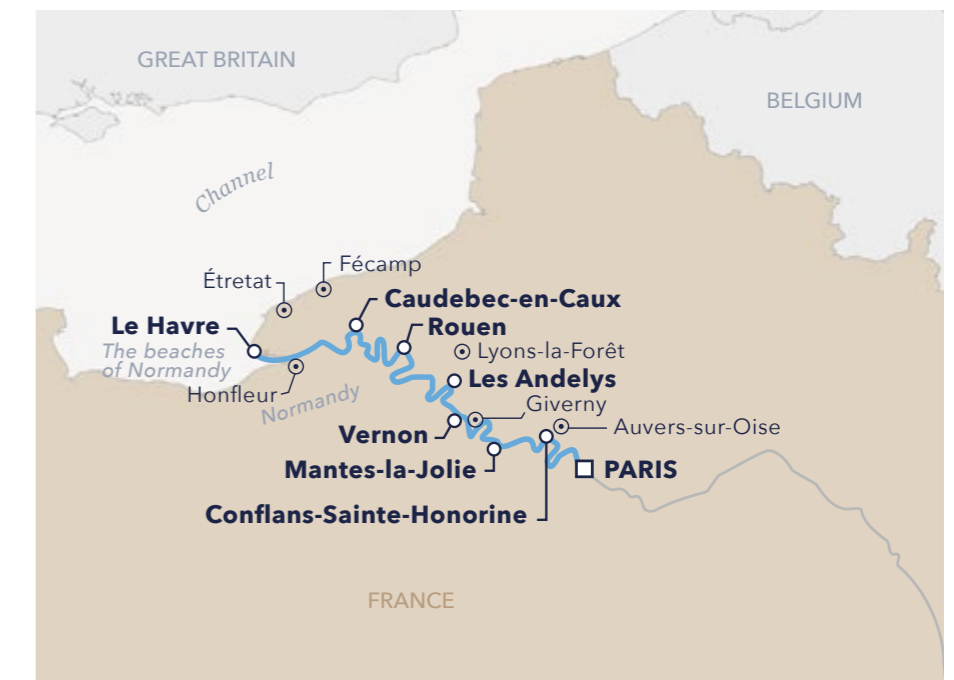 GREAT BRITAIN
BELGIUM
Channel
Fécamp
Étretat
Caudebec-en-Caux
Le Havre
Rouen
The beaches
of Normandy
Lyons-la-Forêt
Les Andelys
Honfleur
Normandy
Giverny
Auvers-sur-Oise
Vernon
Mantes-la-Jolie
PARIS
Conflans-Sainte-Honorine
FRANCE